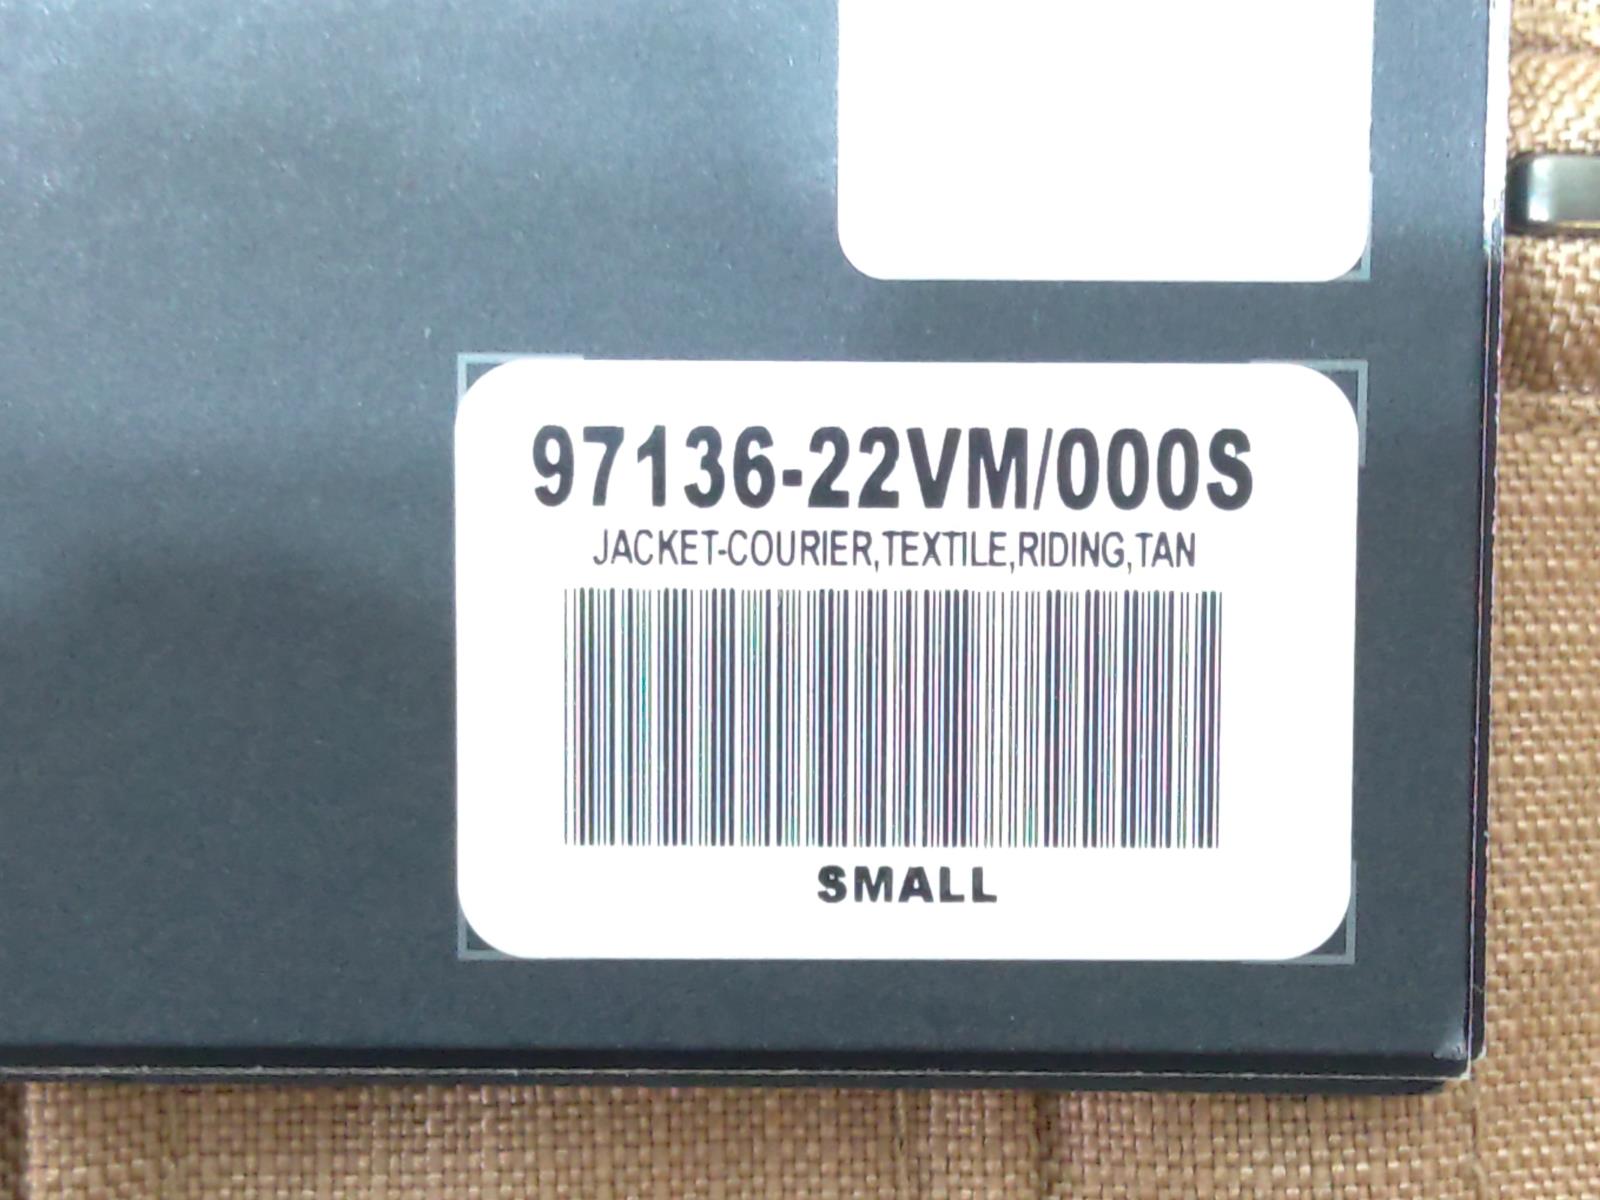 97136-22VM/000S
JACKET-COURIER,TEXTILE,RIDING,TAN
SMALL